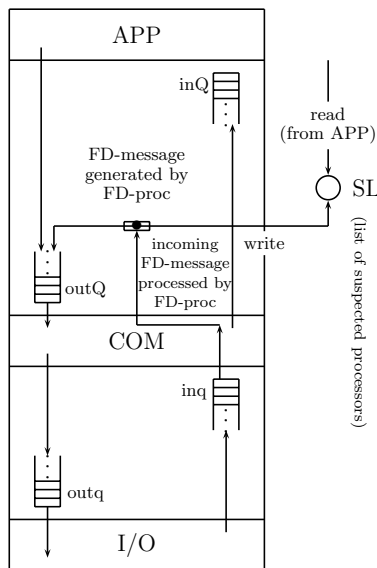 APP
inQ
read
(from APP)
FD-message
generated by
FD-proc
SL
(list of suspected processors)
incoming
FD-message
processed by
FD-proc
write
outQ
COM
inq
outq
I/O